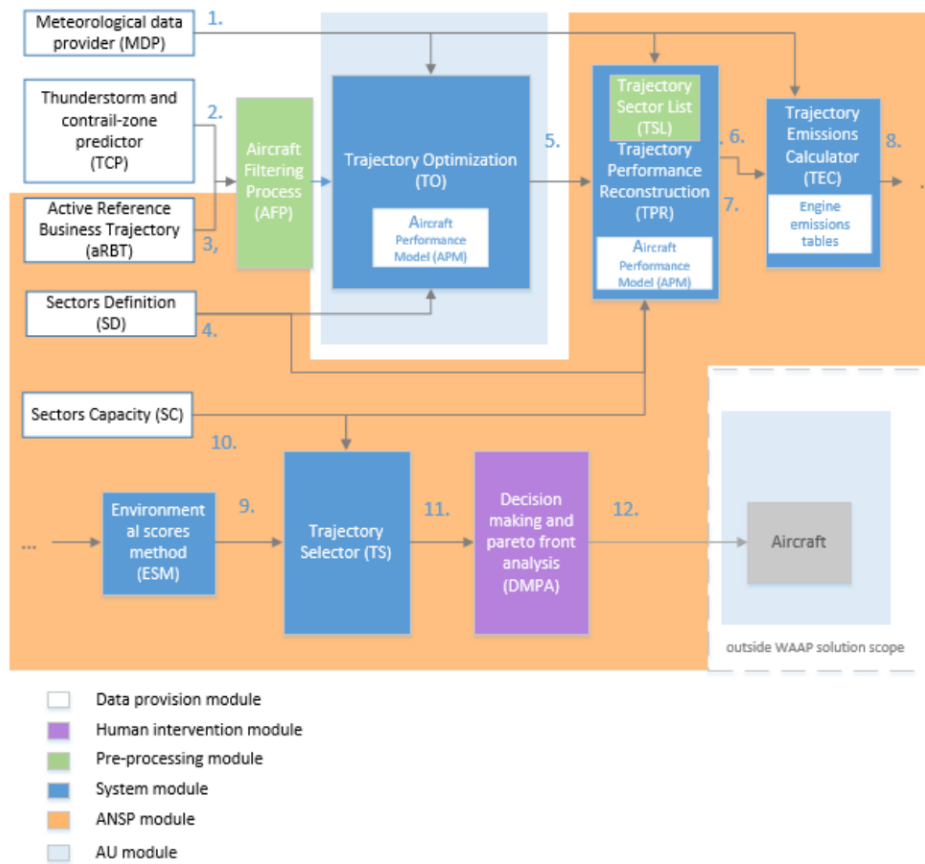 Meteorological data
provider (MDP)
1.
Thunderstorm and
contrail-zone
predictor
(TCP)
2.
Aircraft
Filtering
Process
(AFP)
Active Reference
Business Trajectory
(aRBT)
3,
Sectors Definition
(SD)
4.
Trajectory Optimization
(TO)
Aircraft
Performance
Model (APM)
5.
Trajectory
Sector List
(TSL)
Trajectory
Performance
Reconstruction
(TPR)
Aircraft
Performance
Model (APM)
. 6.
7.
Trajectory
Emissions
Calculator
(TEC)
Engine
emissions
tables
8.
...
Sectors Capacity (SC)
10.
...
Environment
al scores
method
(ESM)
9.
Trajectory
Selector (TS)
11.
Decision
making and
pareto front
analysis
(DMPA)
12.
Aircraft
outside WAAP solution scope
Data provision module
Human intervention module
Pre-processing module
System module
ANSP module
AU module